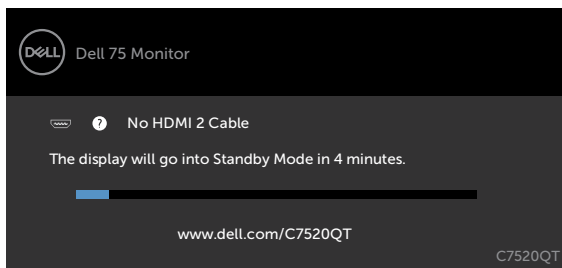 DELL
Dell 75 Monitor
? No HDMI 2 Cable
The display will go into Standby Mode in 4 minutes.
www.dell.com/C7520QT
C7520QT